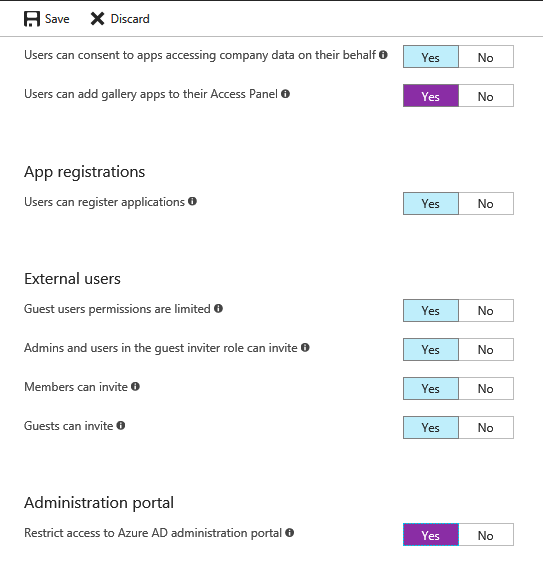 Save Discard
Users can consent to apps accessing company data on their behalf Yes No
Users can add gallery apps to their Access Panel Yes No
App registrations
Users can register applications Yes No
External users
Guest users permissions are limited Yes No
Admins and users in the guest inviter role can invite Yes No
Members can invite Yes No
Guests can invite Yes No
Administration portal
Restrict access to Azure AD administration portal Yes No